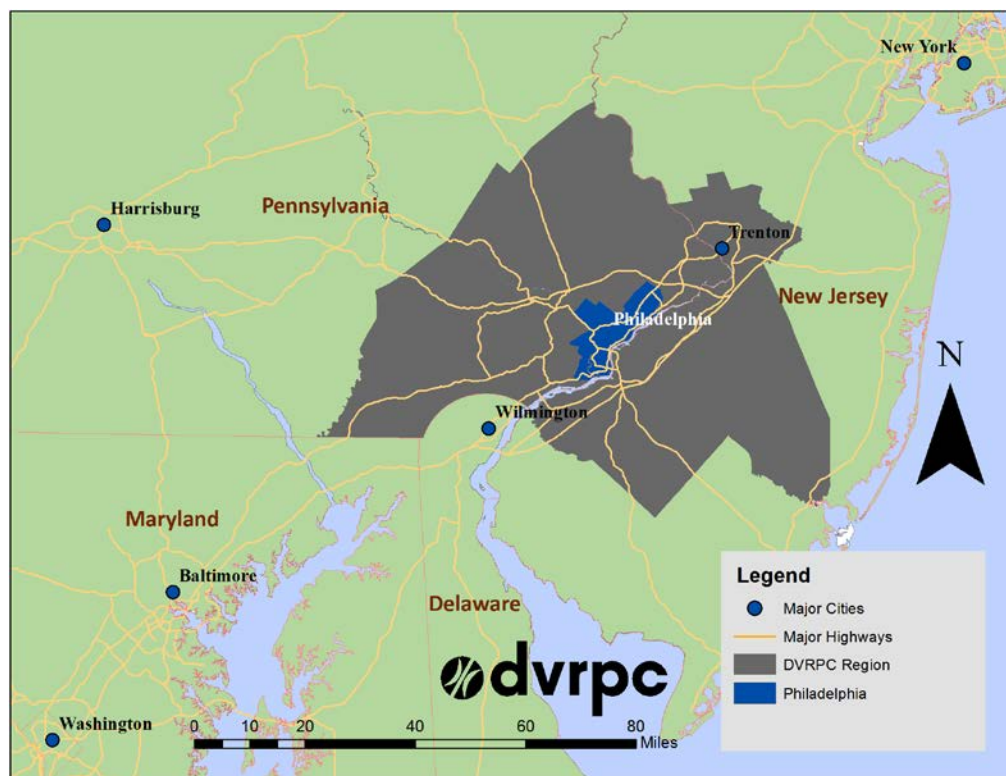 New York
Harrisburg
Pennsylvania
Trenton
New Jersey
Philadelphia
N
Wilmington
Maryland
Baltimore
Delaware
Legend
Major Cities
Major Highways
DVRPC Region
Philadelphia
dvrpc
Washington
0 10 20 40 60 80
Miles